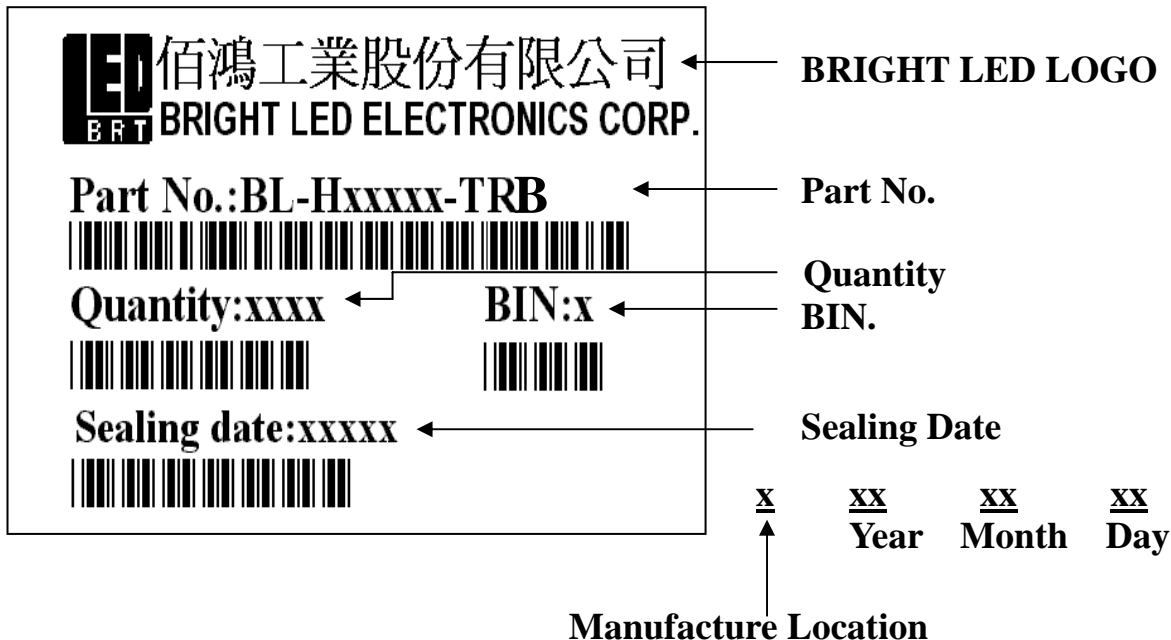 LED
BRT
佰鴻工業股份有限公司
BRIGHT LED ELECTRONICS CORP.
BRIGHT LED LOGO
Part No.:BL-Hxxxxx-TRB
Part No.
Quantity:xxxx
BIN:x
Quantity
BIN.
Sealing date:xxxxx
Sealing Date
x xx xx xx
Year Month Day
Manufacture Location